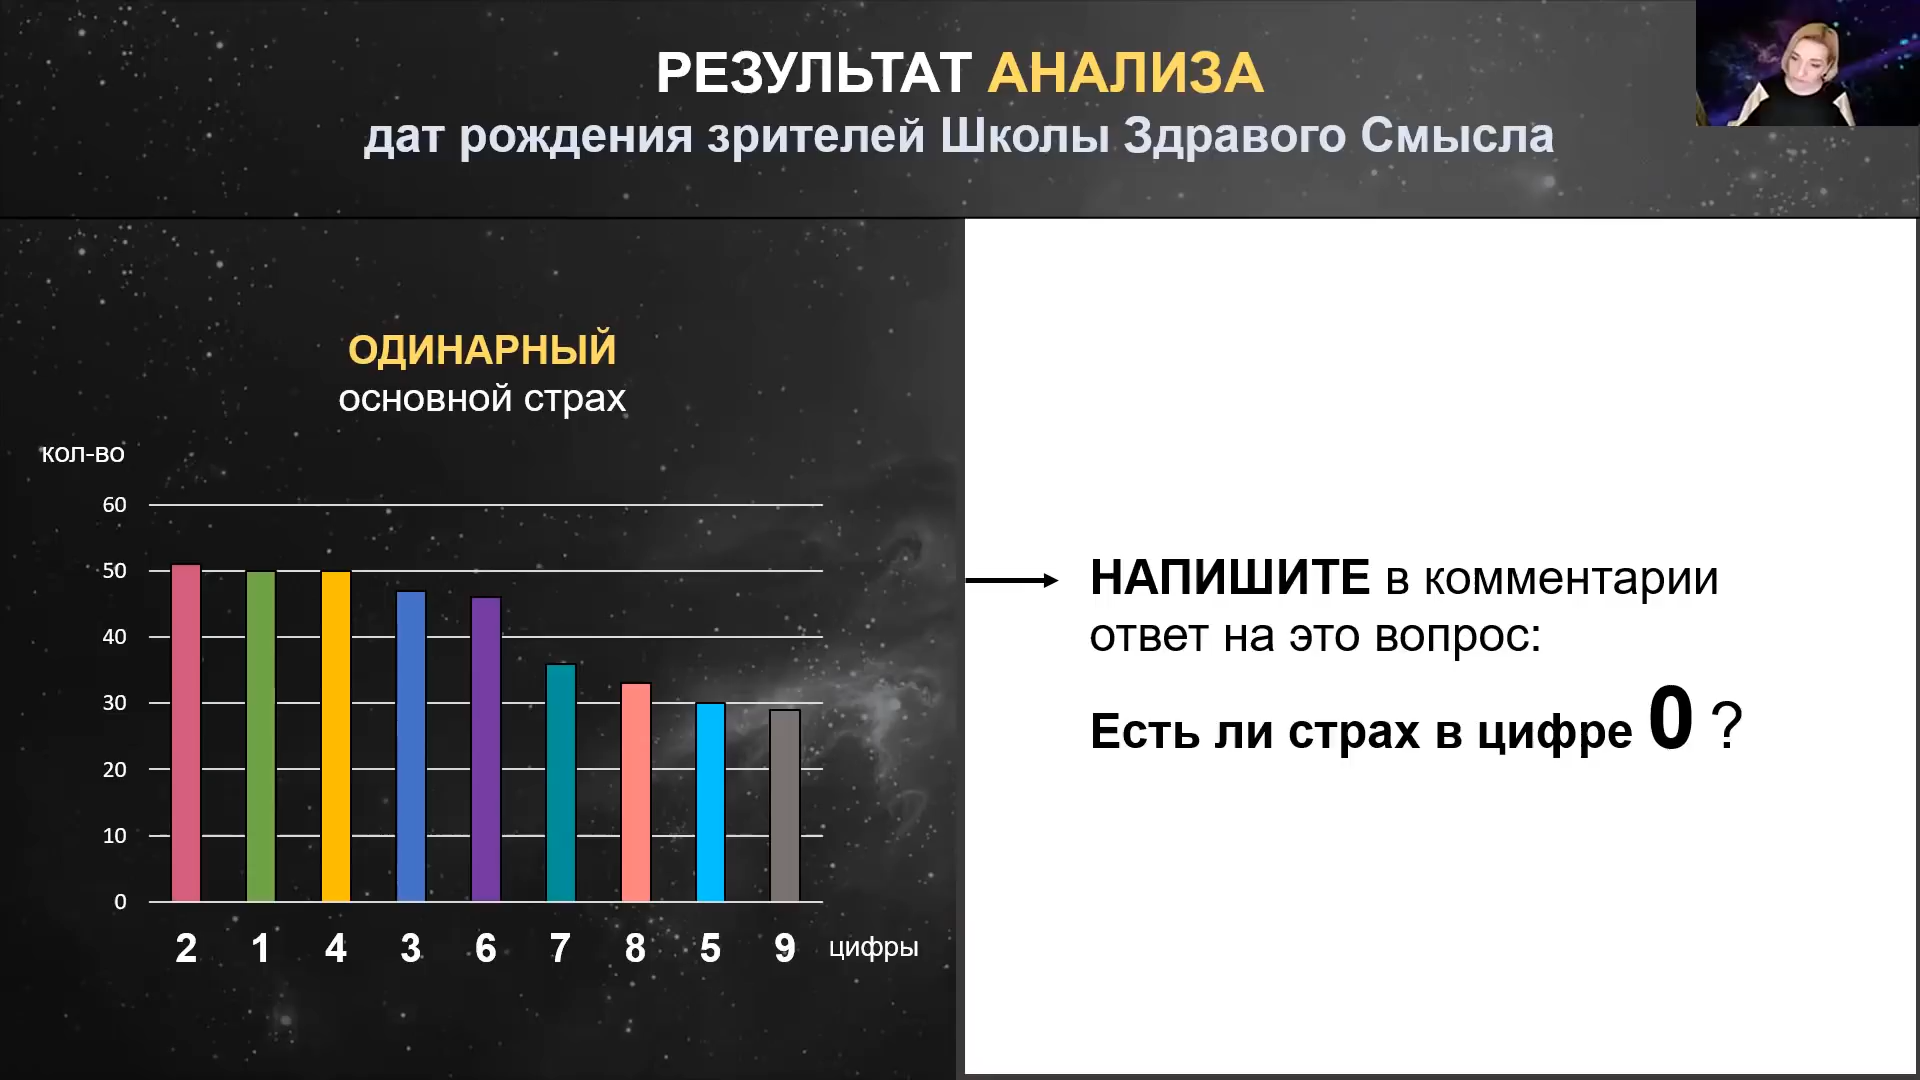 РЕЗУЛЬТАТ АНАЛИЗА
дат рождения зрителей Школы Здравого Смысла
ОДИНАРНЫЙ
основной страх
кол-во
60
50
40
30
20
10
0
2 1 4 3 6 7 8 5 9 цифры
НАПИШИТЕ в комментарии
ответ на это вопрос:
Есть ли страх в цифре 0 ?